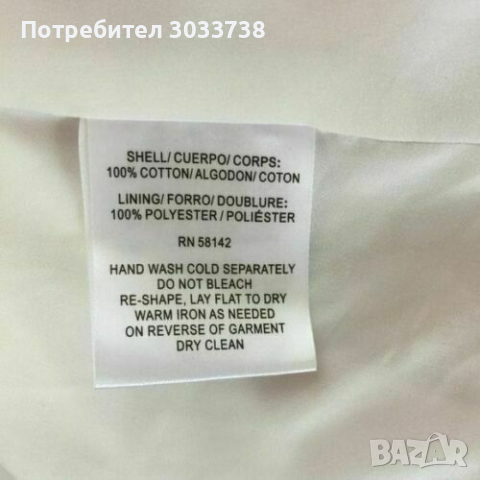 Потребител 3033738
SHELL/ CUERPO/ CORPS:
100% COTTON/ ALGODON/ COTON
LINING/ FORRO/ DOUBLURE:
100% POLYESTER / POLIÉSTER
RN 58142
HAND WASH COLD SEPARATELY
DO NOT BLEACH
RE-SHAPE, LAY FLAT TO DRY
WARM IRON AS NEEDED
ON REVERSE OF GARMENT
DRY CLEAN
BAZAR